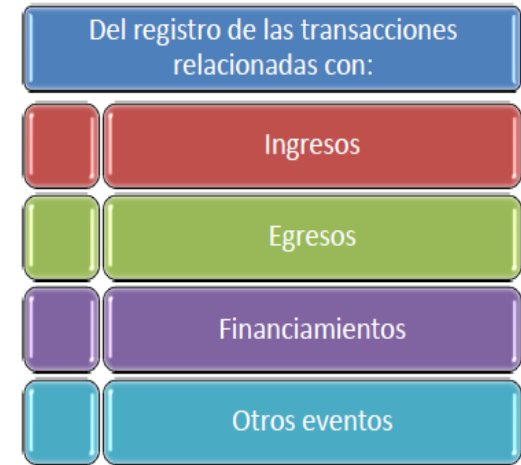 Del registro de las transacciones
relacionadas con:
Ingresos
Egresos
Financiamientos
Otros eventos